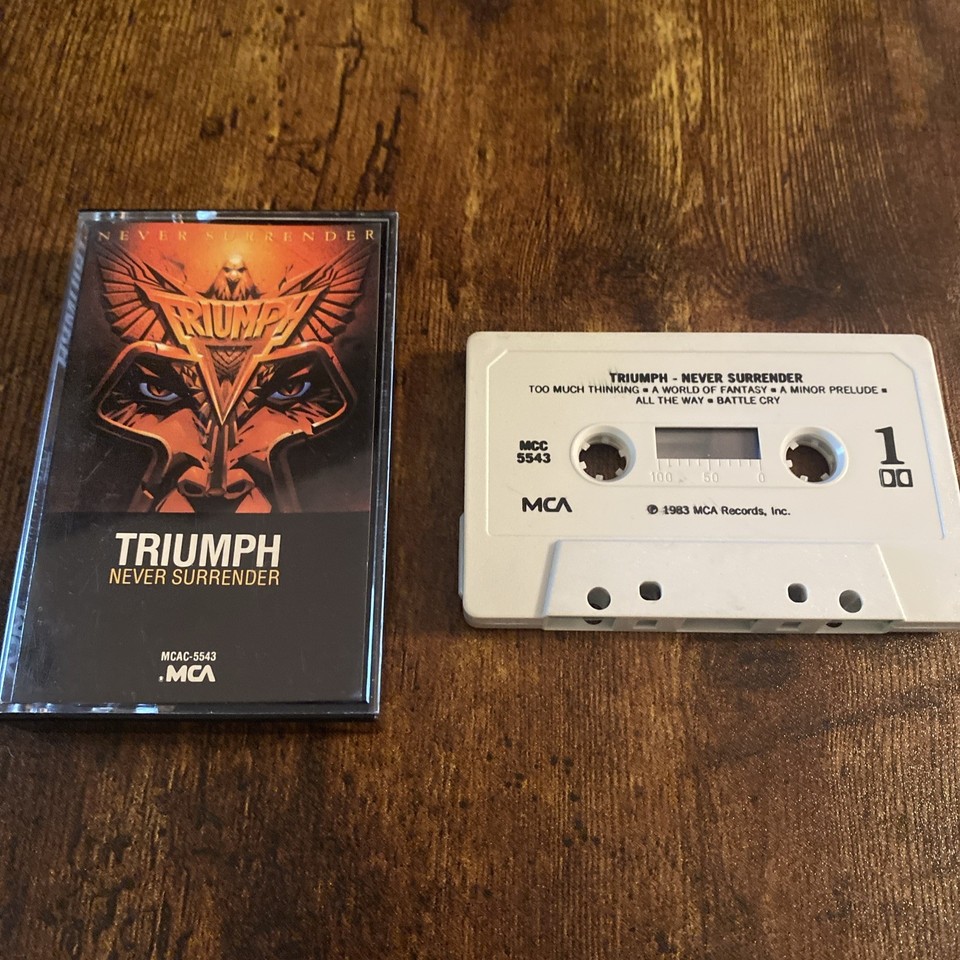 NEVER SURRENDER
TRIUMPH
TRIUMPH
NEVER SURRENDER
MCAC-5543
MCA
TRIUMPH - NEVER SURRENDER
TOO MUCH THINKING ■ A WORLD OF FANTASY ■ A MINOR PRELUDE ■
ALL THE WAY ■ BATTLE CRY
MCC
5543
1
100 50 0
MCA
℗ 1983 MCA Records, Inc.